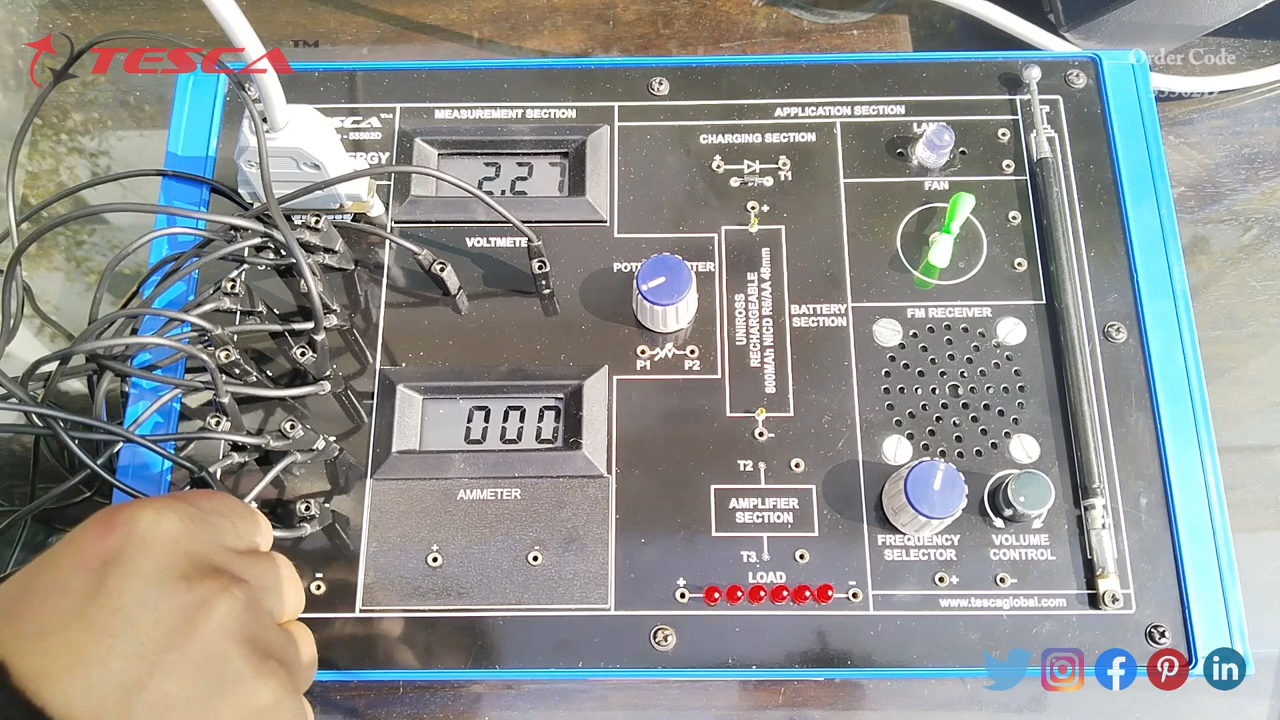 TESCA™
Order Code
53502D
MEASUREMENT SECTION
2.27
VOLTMETE
000
AMMETER
+
-
APPLICATION SECTION
CHARGING SECTION
T1
+
UNIROSS
RECHARGEABLE
800MAh NICD R6/AA 48mm
BATTERY
SECTION
-
P1 P2
T2
AMPLIFIER
SECTION
T3
LOAD
+
-
LAMP
FAN
FM RECEIVER
FREQUENCY
SELECTOR
VOLUME
CONTROL
+
-
www.tescaglobal.com